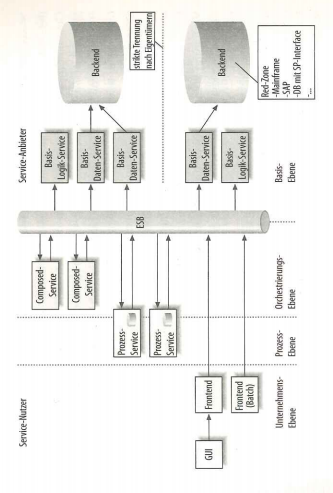 Service-Nutzer
Service-Anbieter
GUI
Frontend
Frontend
(Batch)
Prozess-
Service
Prozess-
Service
Composed-
Service
Composed-
Service
ESB
Basis-
Logik-Service
Basis-
Daten-Service
Basis-
Daten-Service
Basis-
Daten-Service
Basis-
Logik-Service
Backend
Backend
strikte Trennung
nach Eigentümern
Red-Zone
-Mainframe
-SAP
-DB mit SP-Interface
-...
Unternehmens-
Ebene
Prozess-
Ebene
Orchestrierungs-
Ebene
Basis-
Ebene